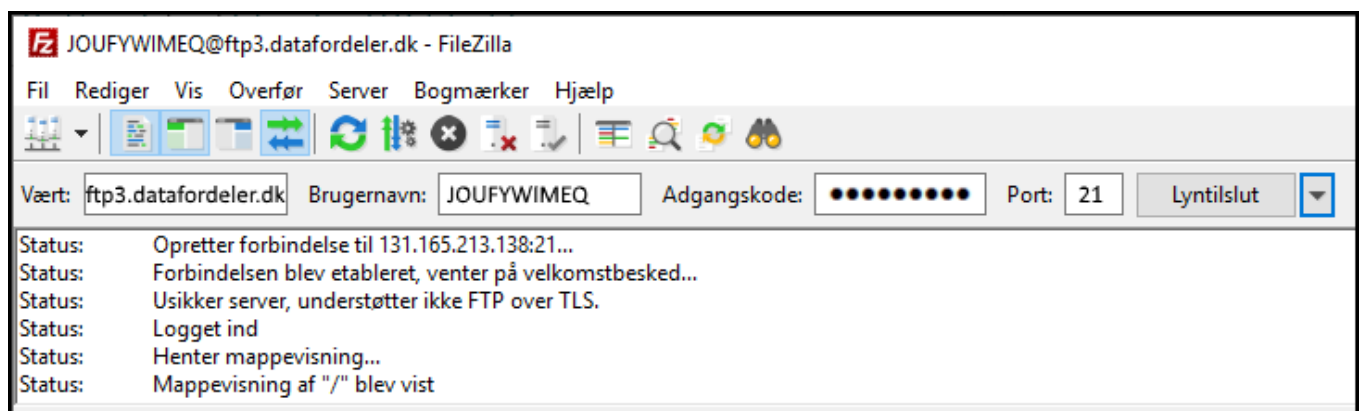 JOUFYWIMEQ@ftp3.datafordeler.dk - FileZilla
Fil Rediger Vis Overfør Server Bogmærker Hjælp
Vært: ftp3.datafordeler.dk Brugernavn: JOUFYWIMEQ Adgangskode: ●●●●●●●●● Port: 21 Lyntilslut
Status: Opretter forbindelse til 131.165.213.138:21...
Status: Forbindelsen blev etableret, venter på velkomstbesked...
Status: Usikker server, understøtter ikke FTP over TLS.
Status: Logget ind
Status: Henter mappevisning...
Status: Mappevisning af "/" blev vist